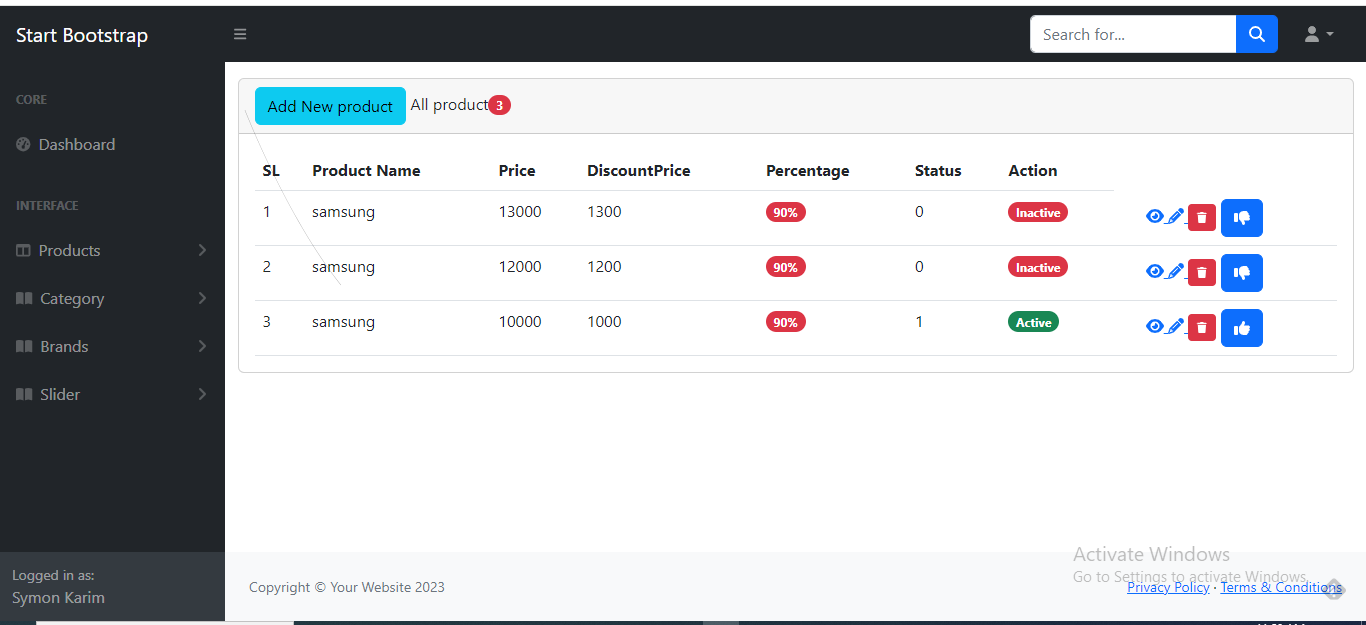 Start Bootstrap
Search for...
CORE
Dashboard
INTERFACE
Products
Category
Brands
Slider
Logged in as:
Symon Karim
Add New product All product 3
SL Product Name Price DiscountPrice Percentage Status Action
1 samsung 13000 1300 90% 0 Inactive
2 samsung 12000 1200 90% 0 Inactive
3 samsung 10000 1000 90% 1 Active
Activate Windows
Go to Settings to activate Windows.
Copyright © Your Website 2023
Privacy Policy · Terms & Conditions